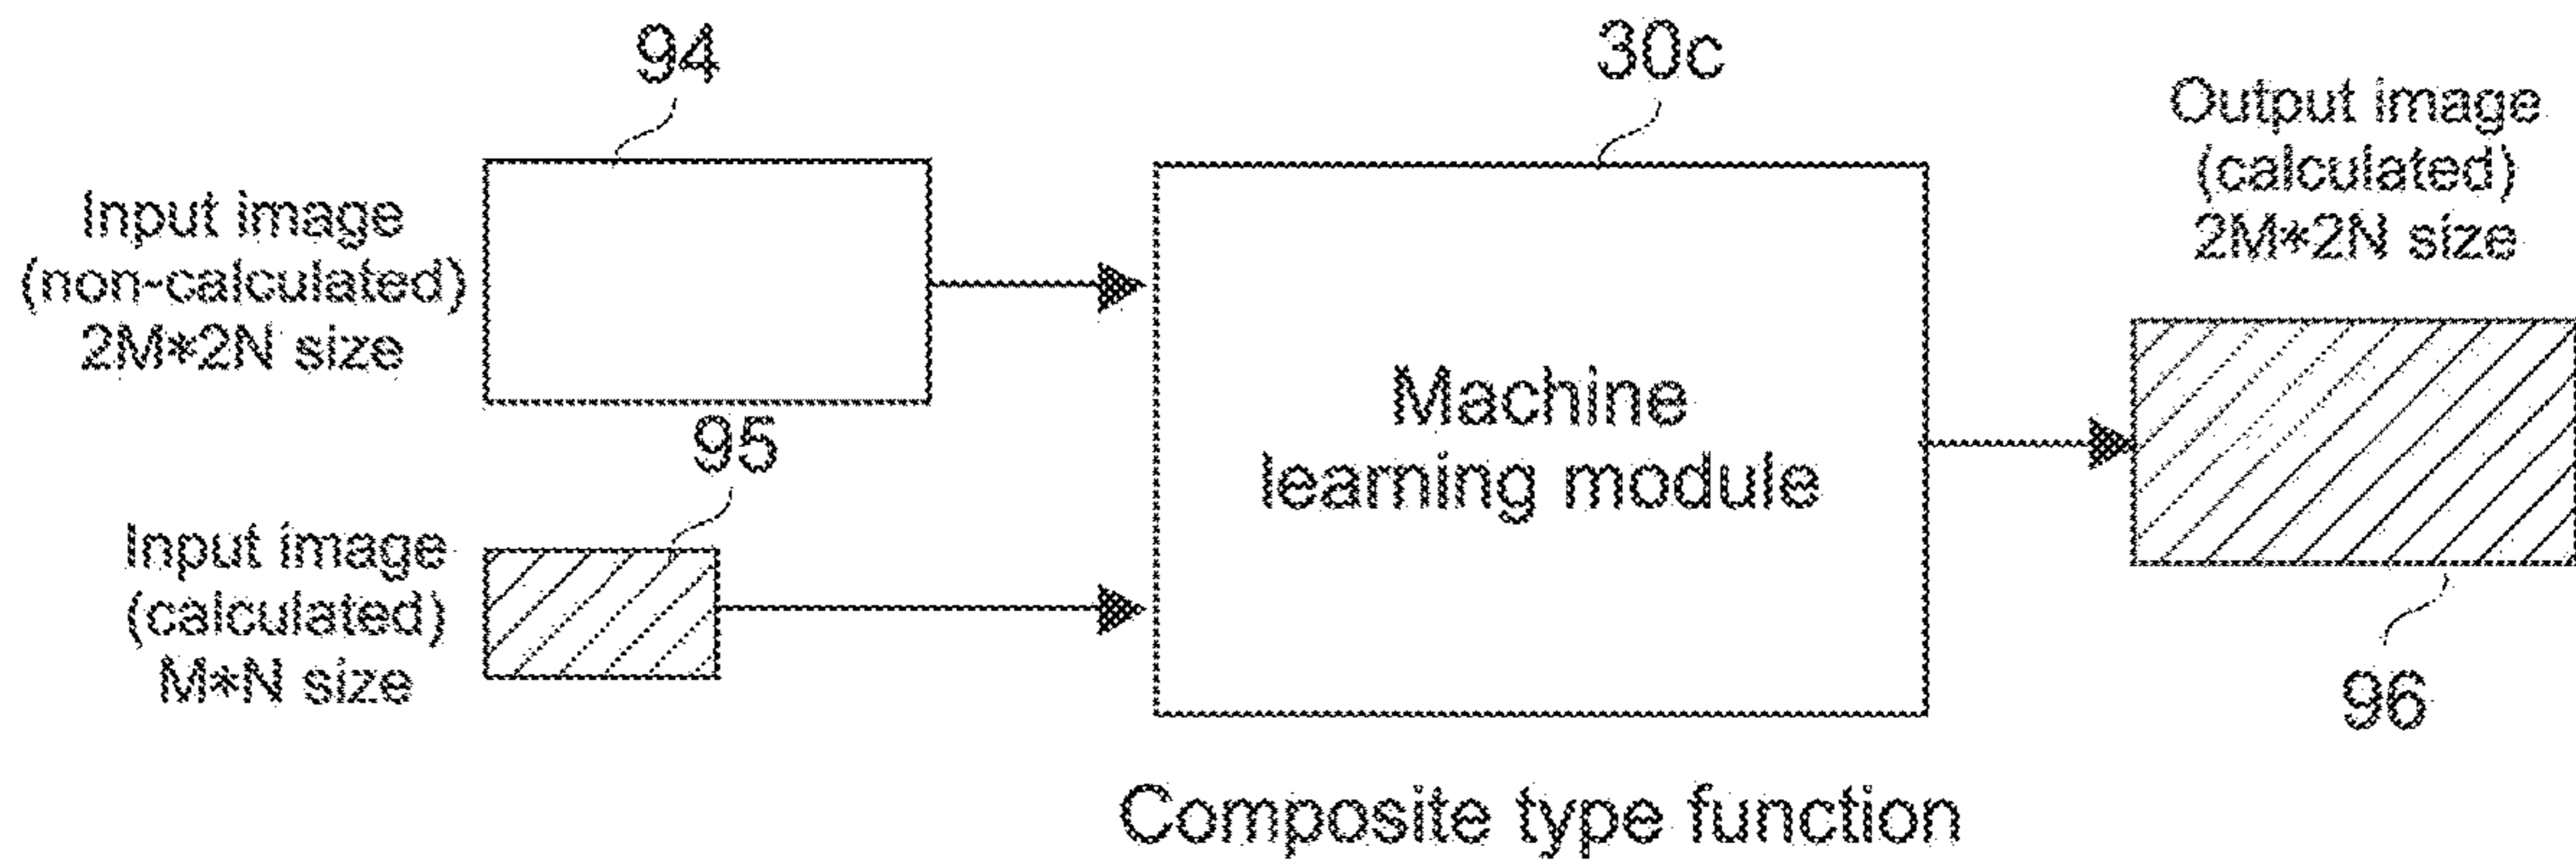 94
30c
Output image
(calculated)
2M*2N size
Input image
(non-calculated)
2M*2N size
95
Machine
learning module
Input image
(calculated)
M*N size
96
Composite type function